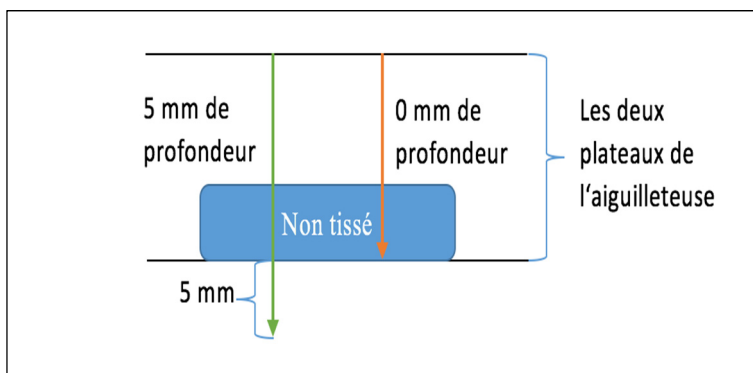 5 mm de
profondeur
0 mm de
profondeur
Les deux
plateaux de
l'aiguilleteuse
Non tissé
5 mm